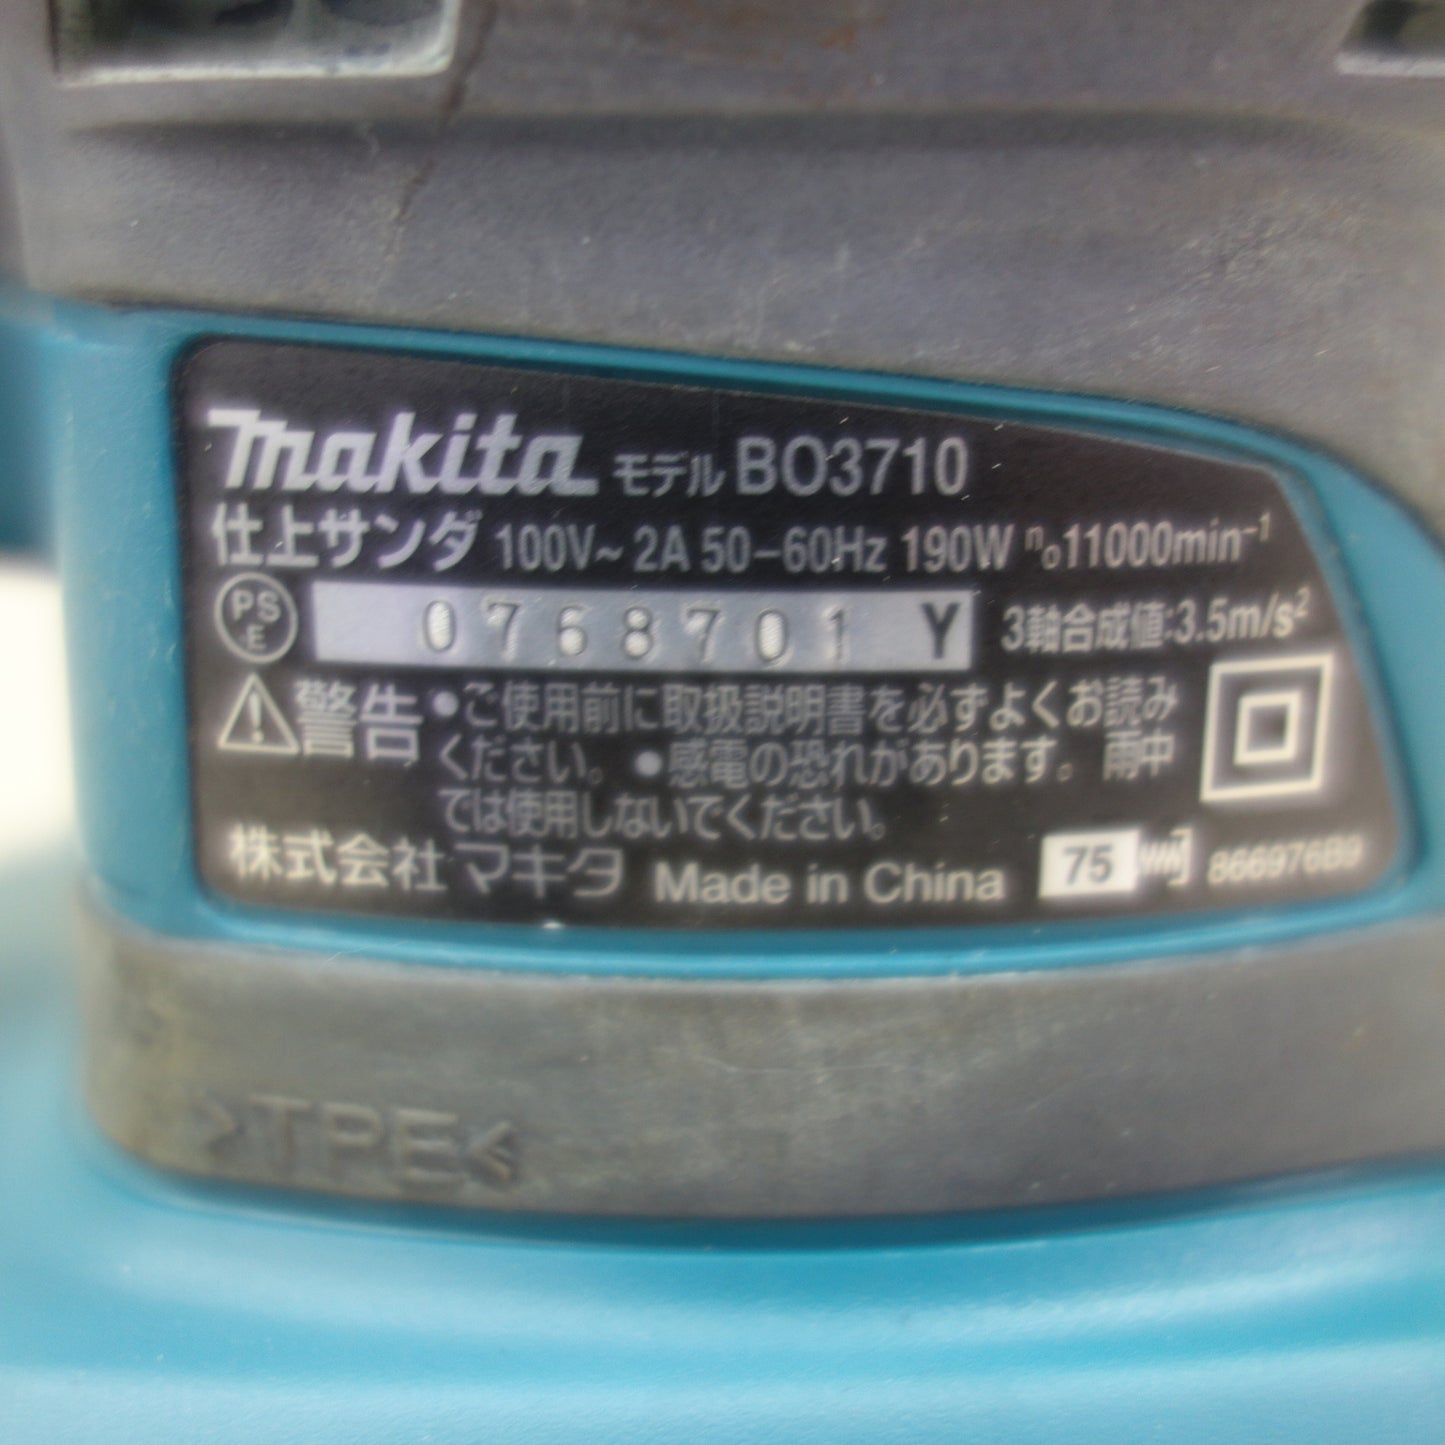 makita モデル BO3710
仕上サンダ 100V~ 2A 50-60Hz 190W n₀11000min⁻¹
PS E 0768701 Y 3軸合成値:3.5m/s²
警告 ●ご使用前に取扱説明書を必ずよくお読み
ください。 ●感電の恐れがあります。 雨中
では使用しないでください。
株式会社 マキタ Made in China 75 866976B9
>TPE<